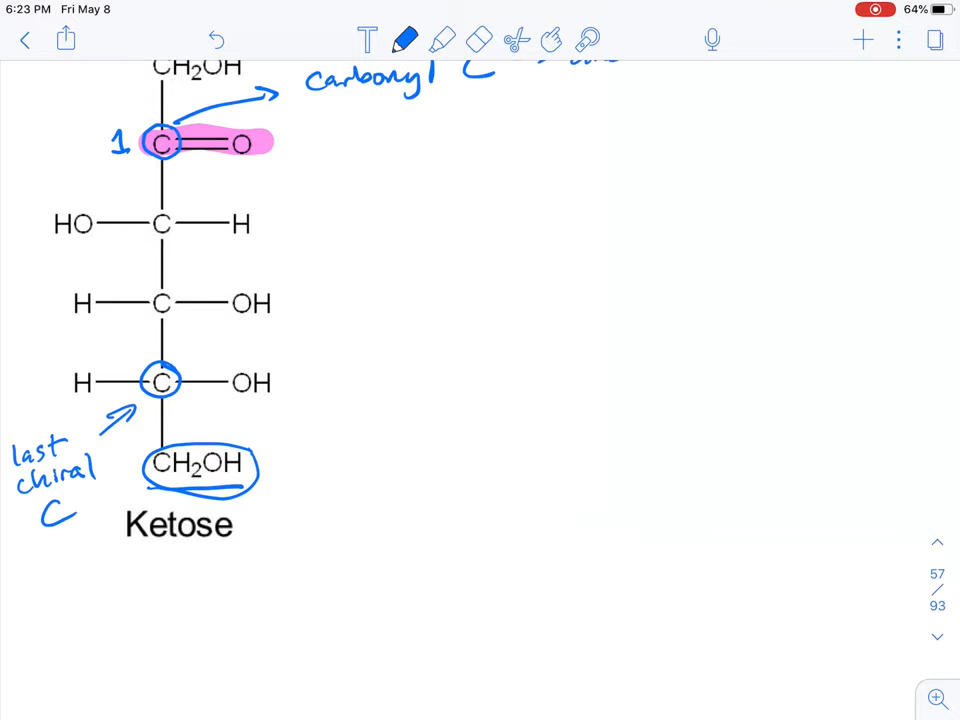 6:23 PM Fri May 8
64%
T
CH₂OH
carbonyl C
1 C O
HO C H
H C OH
H C OH
last
chiral
C
CH₂OH
Ketose
57
/
93